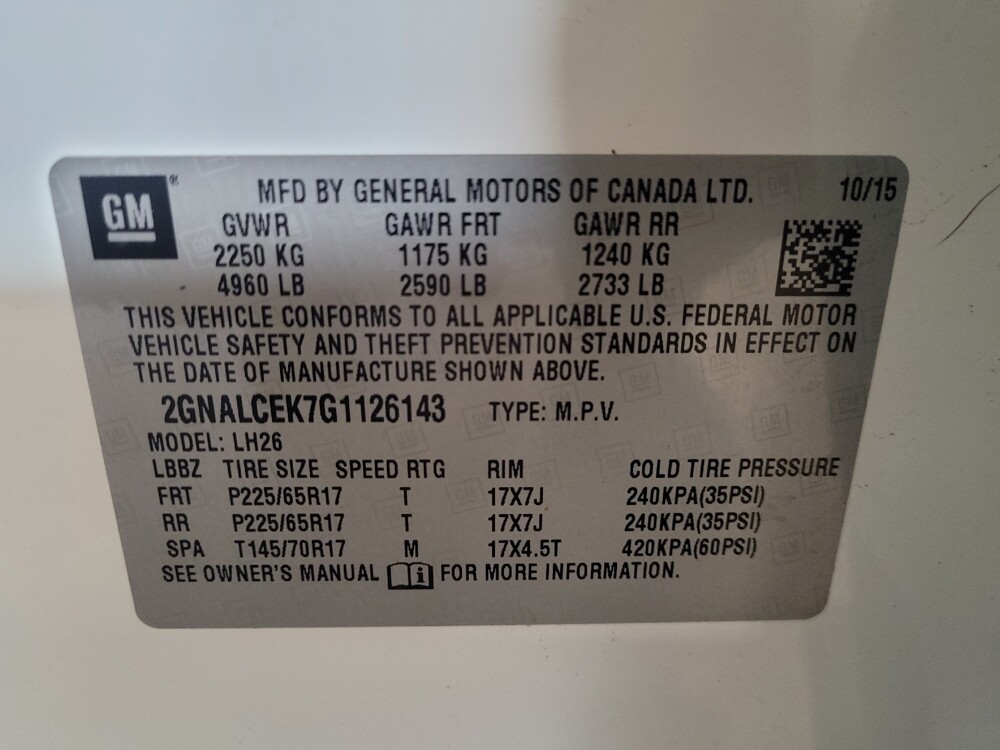 GM®
MFD BY GENERAL MOTORS OF CANADA LTD. 10/15
GVWR GAWR FRT GAWR RR
2250 KG 1175 KG 1240 KG
4960 LB 2590 LB 2733 LB
THIS VEHICLE CONFORMS TO ALL APPLICABLE U.S. FEDERAL MOTOR
VEHICLE SAFETY AND THEFT PREVENTION STANDARDS IN EFFECT ON
THE DATE OF MANUFACTURE SHOWN ABOVE.
2GNALCEK7G1126143 TYPE: M.P.V.
MODEL: LH26
LBBZ TIRE SIZE SPEED RTG RIM COLD TIRE PRESSURE
FRT P225/65R17 T 17X7J 240KPA(35PSI)
RR P225/65R17 T 17X7J 240KPA(35PSI)
SPA T145/70R17 M 17X4.5T 420KPA(60PSI)
SEE OWNER'S MANUAL i FOR MORE INFORMATION.